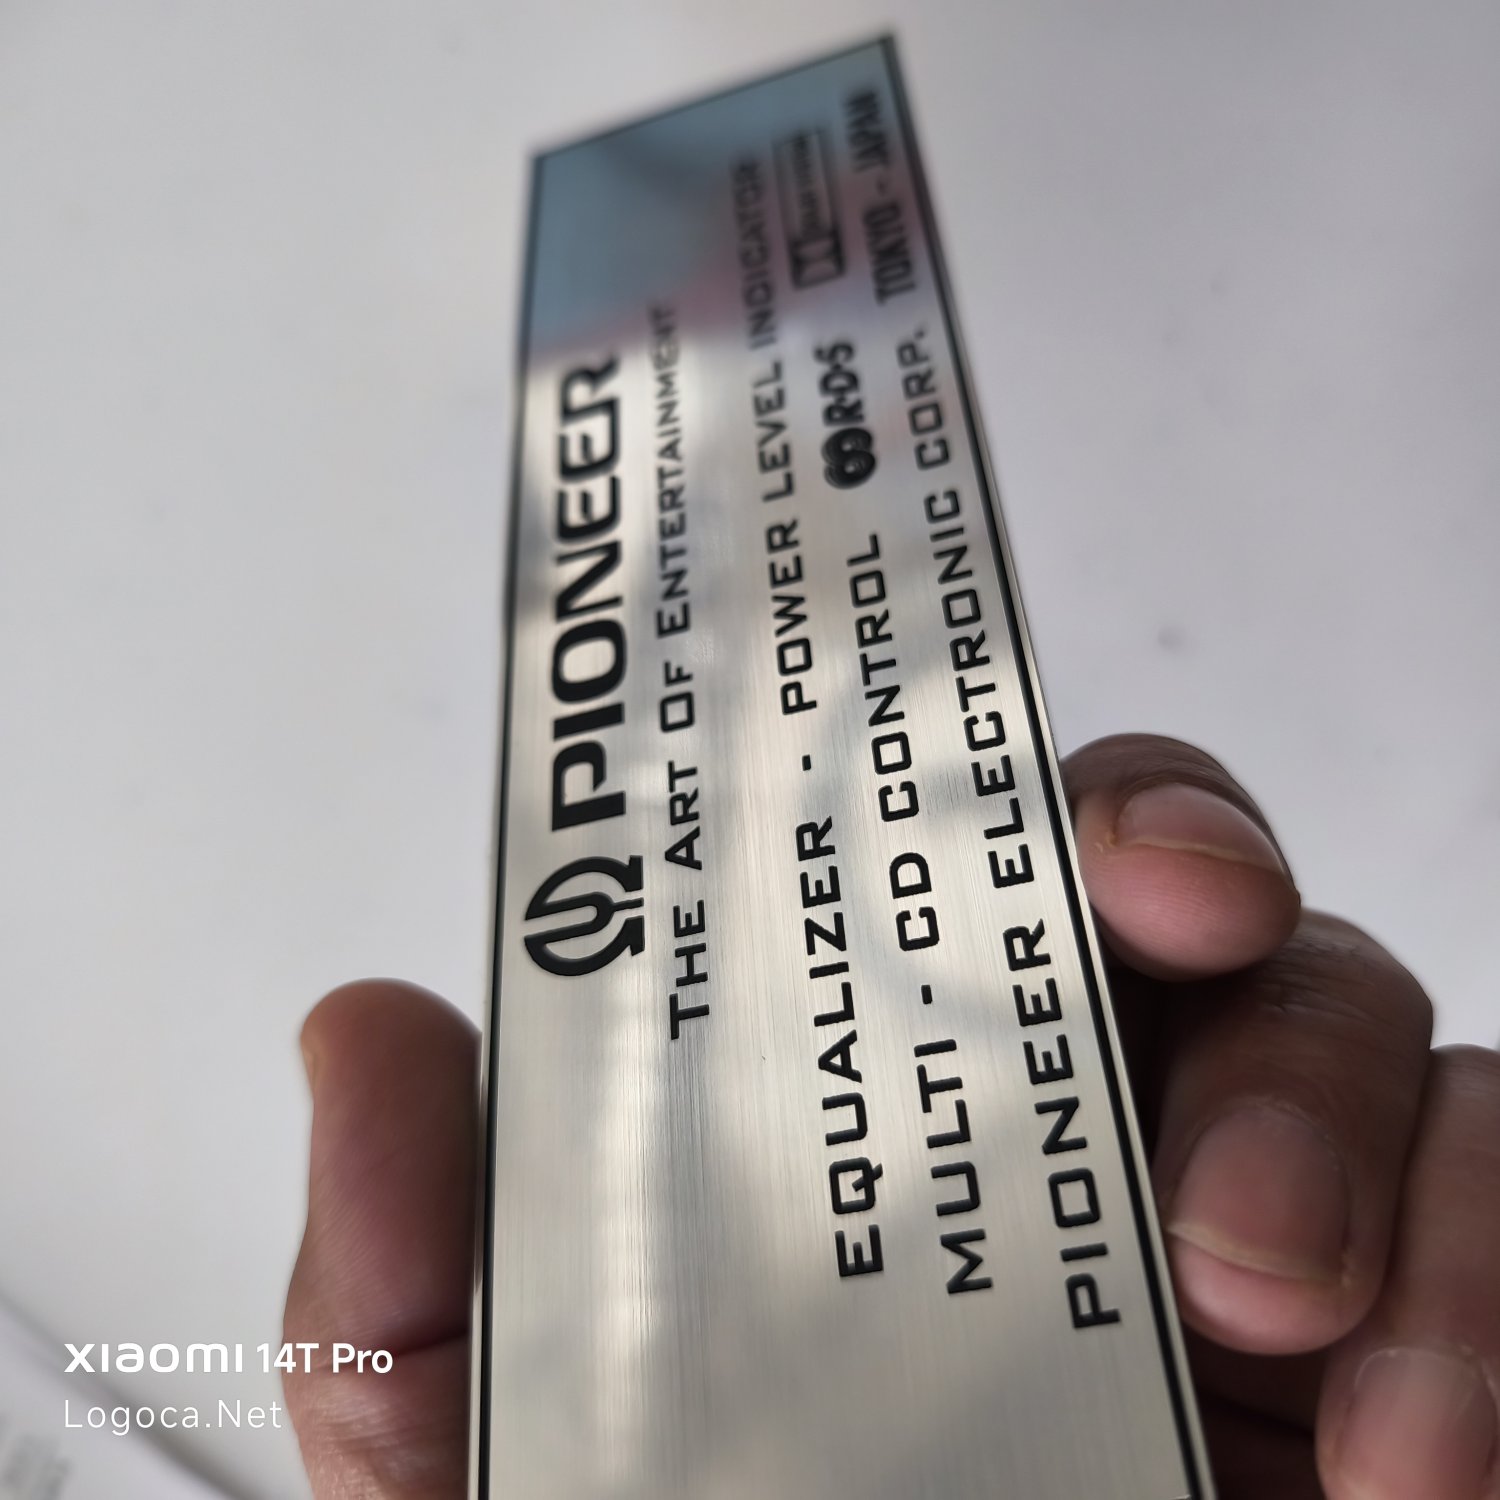 PIONEER
THE ART OF ENTERTAINMENT
EQUALIZER - POWER LEVEL INDICATOR
MULTI - CD CONTROL R·D·S
PIONEER ELECTRONIC CORP. TOKYO - JAPAN
XIAOMI 14T Pro
Logoca.Net